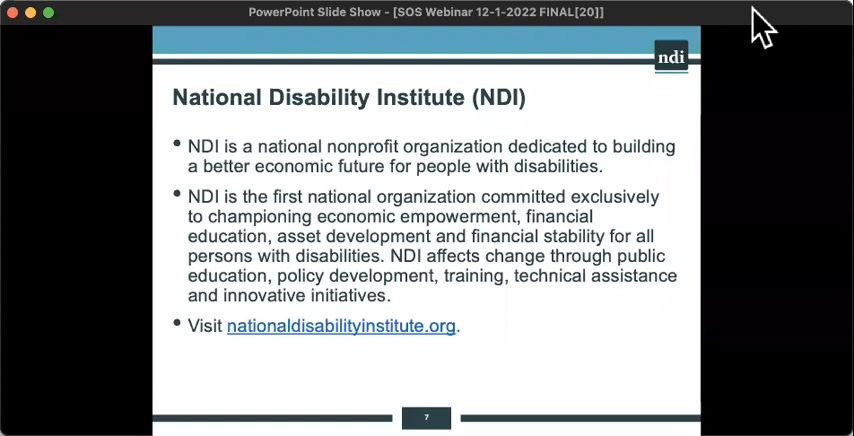 PowerPoint Slide Show - [SOS Webinar 12-1-2022 FINAL[20]]
ndi
National Disability Institute (NDI)
• NDI is a national nonprofit organization dedicated to building
a better economic future for people with disabilities.
• NDI is the first national organization committed exclusively
to championing economic empowerment, financial
education, asset development and financial stability for all
persons with disabilities. NDI affects change through public
education, policy development, training, technical assistance
and innovative initiatives.
• Visit nationaldisabilityinstitute.org.
7